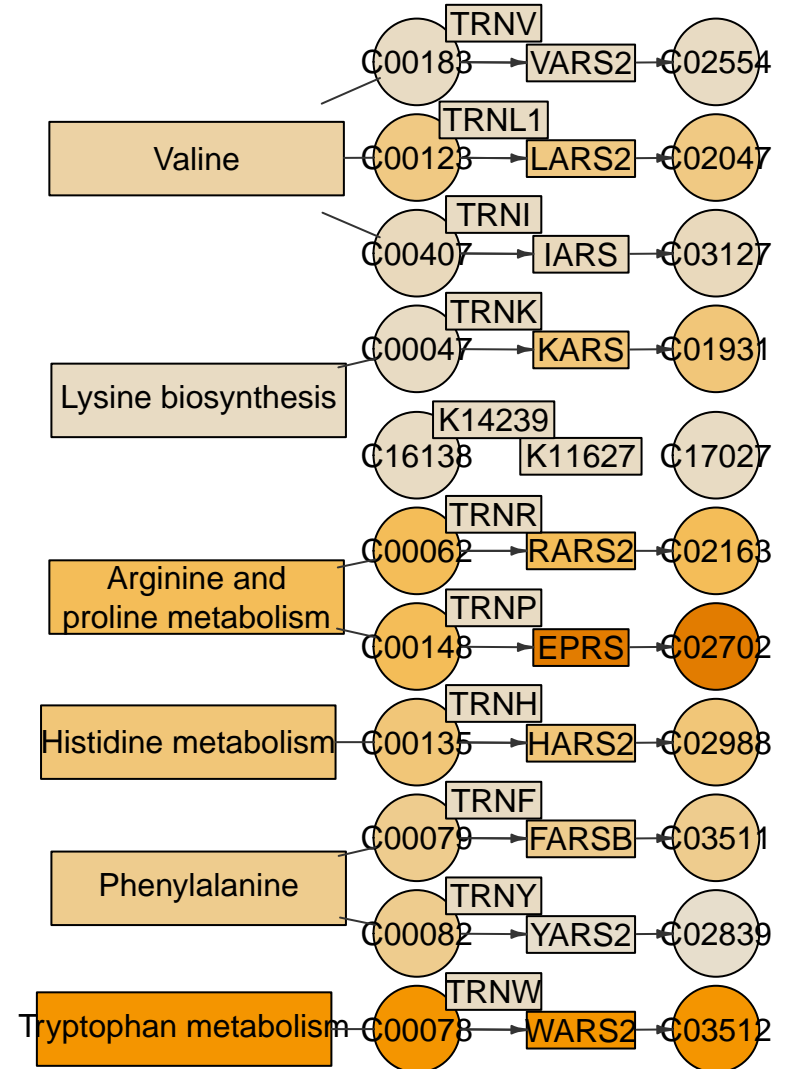 TRNV
C00183 VARS2 C02554
TRNL1
Valine C00123 LARS2 C02047
TRNI
C00407 IARS C03127
TRNK
C00047 KARS C01931
Lysine biosynthesis
K14239
C16138 K11627 C17027
TRNR
C00062 RARS2 C02163
Arginine and
proline metabolism
TRNP
C00148 EPRS C02702
TRNH
Histidine metabolism C00135 HARS2 C02988
TRNF
C00079 FARSB C03511
Phenylalanine
TRNY
C00082 YARS2 C02839
TRNW
Tryptophan metabolism C00078 WARS2 C03512